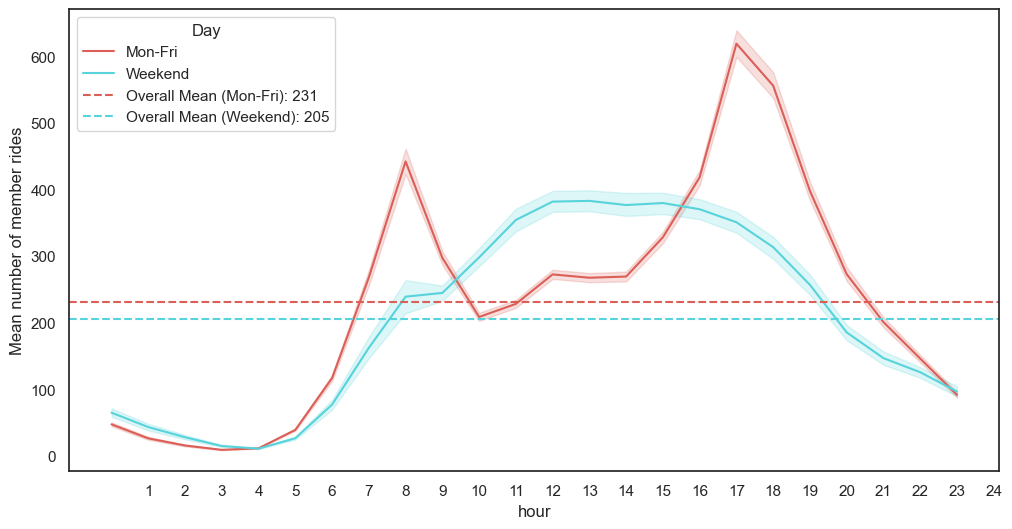 Day
Mon-Fri
Weekend
Overall Mean (Mon-Fri): 231
Overall Mean (Weekend): 205
Mean number of member rides
600
500
400
300
200
100
0
1 2 3 4 5 6 7 8 9 10 11 12 13 14 15 16 17 18 19 20 21 22 23 24
hour